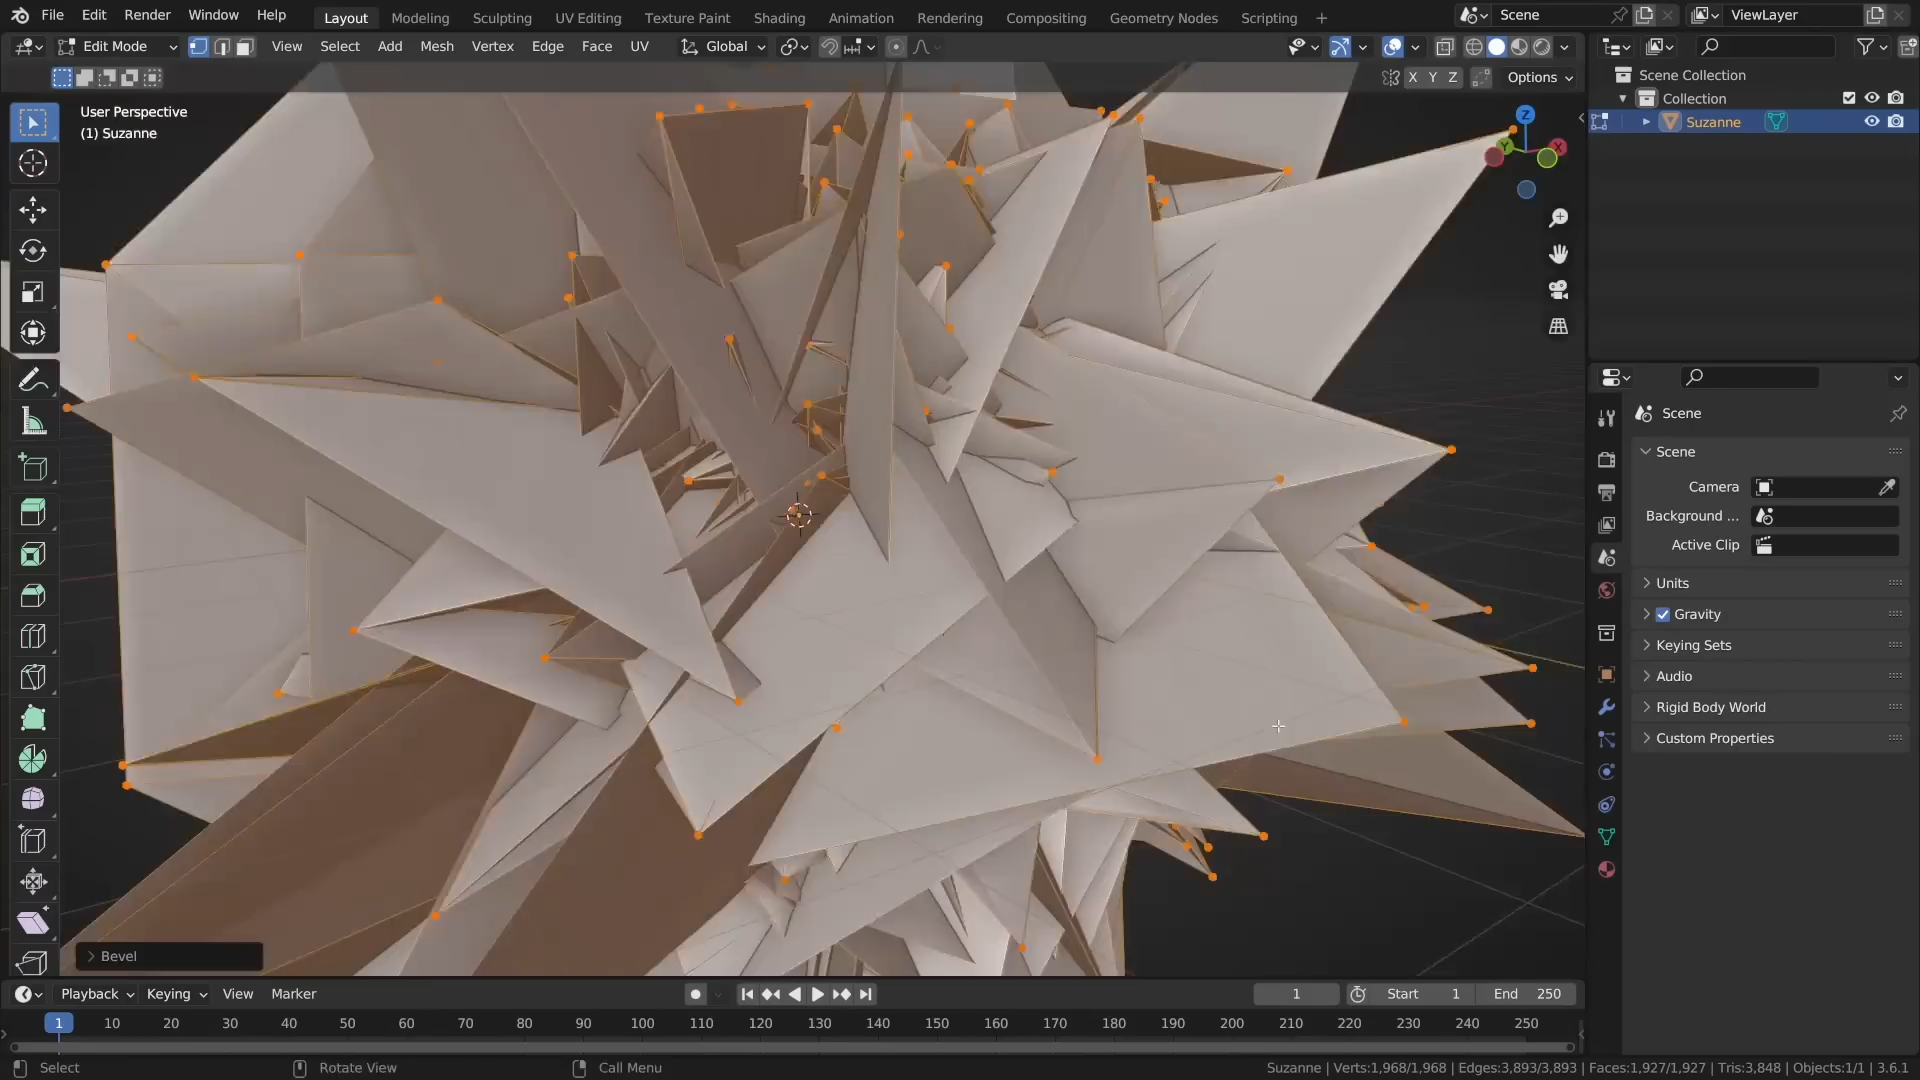 File Edit Render Window Help Layout Modeling Sculpting UV Editing Texture Paint Shading Animation Rendering Compositing Geometry Nodes Scripting + Scene ViewLayer
Edit Mode View Select Add Mesh Vertex Edge Face UV Global
X Y Z Options
Scene Collection
Collection
Suzanne
User Perspective
(1) Suzanne
Z
Y X
Scene
Scene
Camera
Background ...
Active Clip
Units
Gravity
Keying Sets
Audio
Rigid Body World
Custom Properties
Bevel
Playback Keying View Marker 1 Start 1 End 250
1 10 20 30 40 50 60 70 80 90 100 110 120 130 140 150 160 170 180 190 200 210 220 230 240 250
Select Rotate View Call Menu Suzanne | Verts:1,968/1,968 | Edges:3,893/3,893 | Faces:1,927/1,927 | Tris:3,848 | Objects:1/1 | 3.6.1